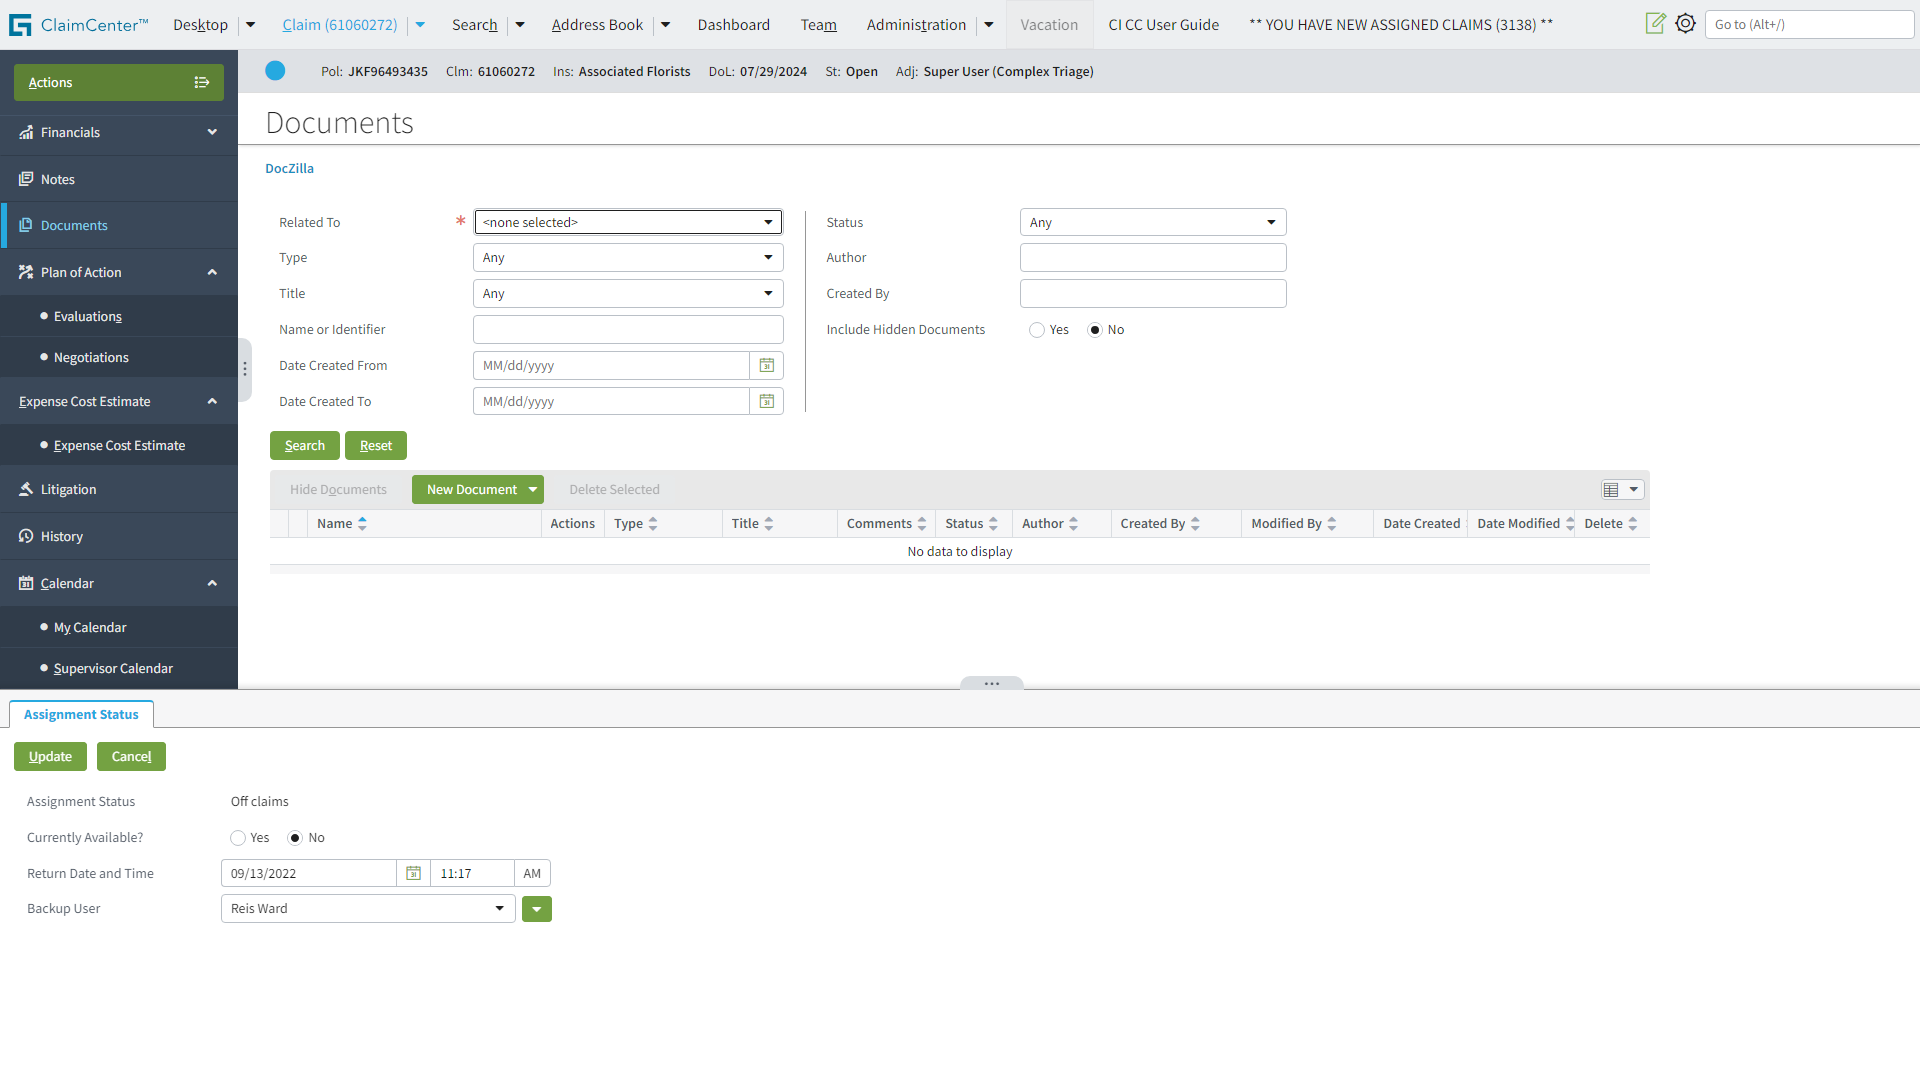 ClaimCenter™ Desktop Claim (61060272) Search Address Book Dashboard Team Administration Vacation CI CC User Guide ** YOU HAVE NEW ASSIGNED CLAIMS (3138) ** Go to (Alt+/)
Pol: JKF96493435 Clm: 61060272 Ins: Associated Florists DoL: 07/29/2024 St: Open Adj: Super User (Complex Triage)
Actions
Financials
Notes
Documents
Plan of Action
Evaluations
Negotiations
Expense Cost Estimate
Expense Cost Estimate
Litigation
History
Calendar
My Calendar
Supervisor Calendar
Documents
DocZilla
Related To * <none selected>
Type Any
Title Any
Name or Identifier
Date Created From MM/dd/yyyy
Date Created To MM/dd/yyyy
Status Any
Author
Created By
Include Hidden Documents Yes No
Search Reset
Hide Documents New Document Delete Selected
Name Actions Type Title Comments Status Author Created By Modified By Date Created Date Modified Delete
No data to display
Assignment Status
Update Cancel
Assignment Status Off claims
Currently Available? Yes No
Return Date and Time 09/13/2022 11:17 AM
Backup User Reis Ward